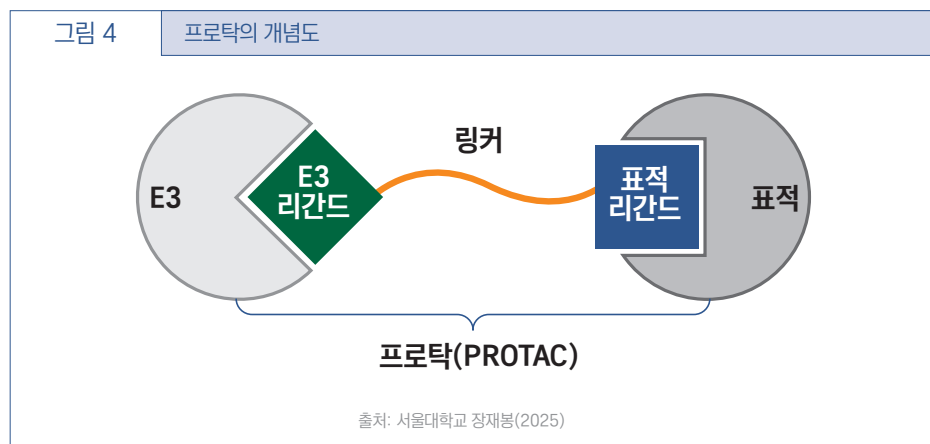 그림 4
프로탁의 개념도
링커
E3
E3
리간드
표적
리간드
표적
프로탁(PROTAC)
출처: 서울대학교 장재봉(2025)